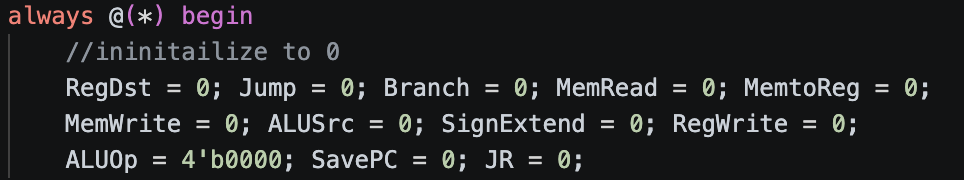 always @(*) begin
//ininitailize to 0
RegDst = 0; Jump = 0; Branch = 0; MemRead = 0; MemtoReg = 0;
MemWrite = 0; ALUSrc = 0; SignExtend = 0; RegWrite = 0;
ALUOp = 4'b0000; SavePC = 0; JR = 0;